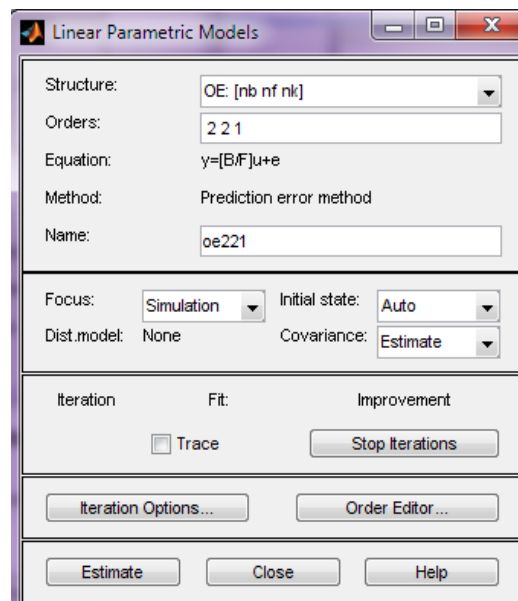 Linear Parametric Models
Structure: OE: [nb nf nk]
Orders: 2 2 1
Equation: y=[B/F]u+e
Method: Prediction error method
Name: oe221
Focus: Simulation Initial state: Auto
Dist.model: None Covariance: Estimate
Iteration Fit: Improvement
Trace Stop Iterations
Iteration Options... Order Editor...
Estimate Close Help